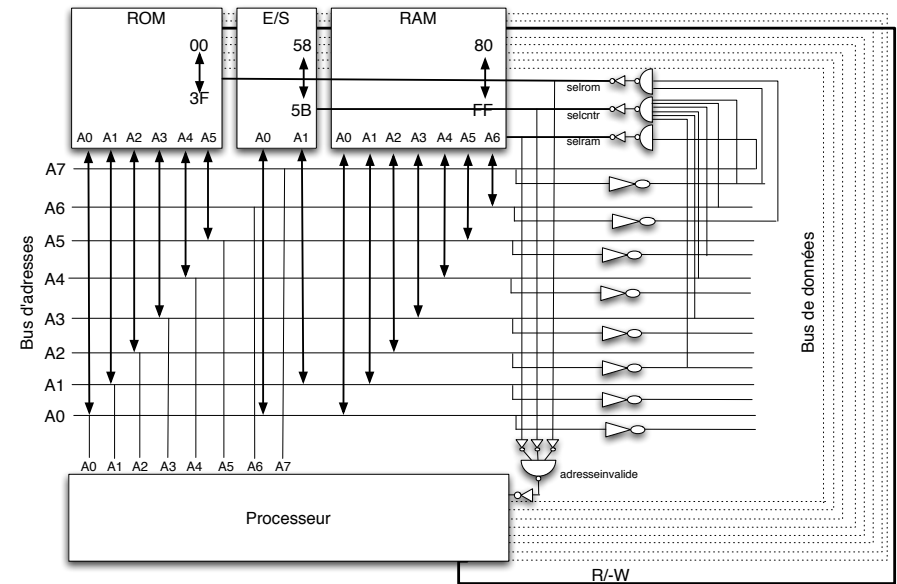 ROM E/S RAM
00 58 80
3F 5B FF
A0 A1 A2 A3 A4 A5 A0 A1 A0 A1 A2 A3 A4 A5 A6
selrom
selcntr
selram
A7
A6
A5
A4
A3
A2
A1
A0
Bus d'adresses
Bus de données
A0 A1 A2 A3 A4 A5 A6 A7
adresseinvalide
Processeur
R/-W